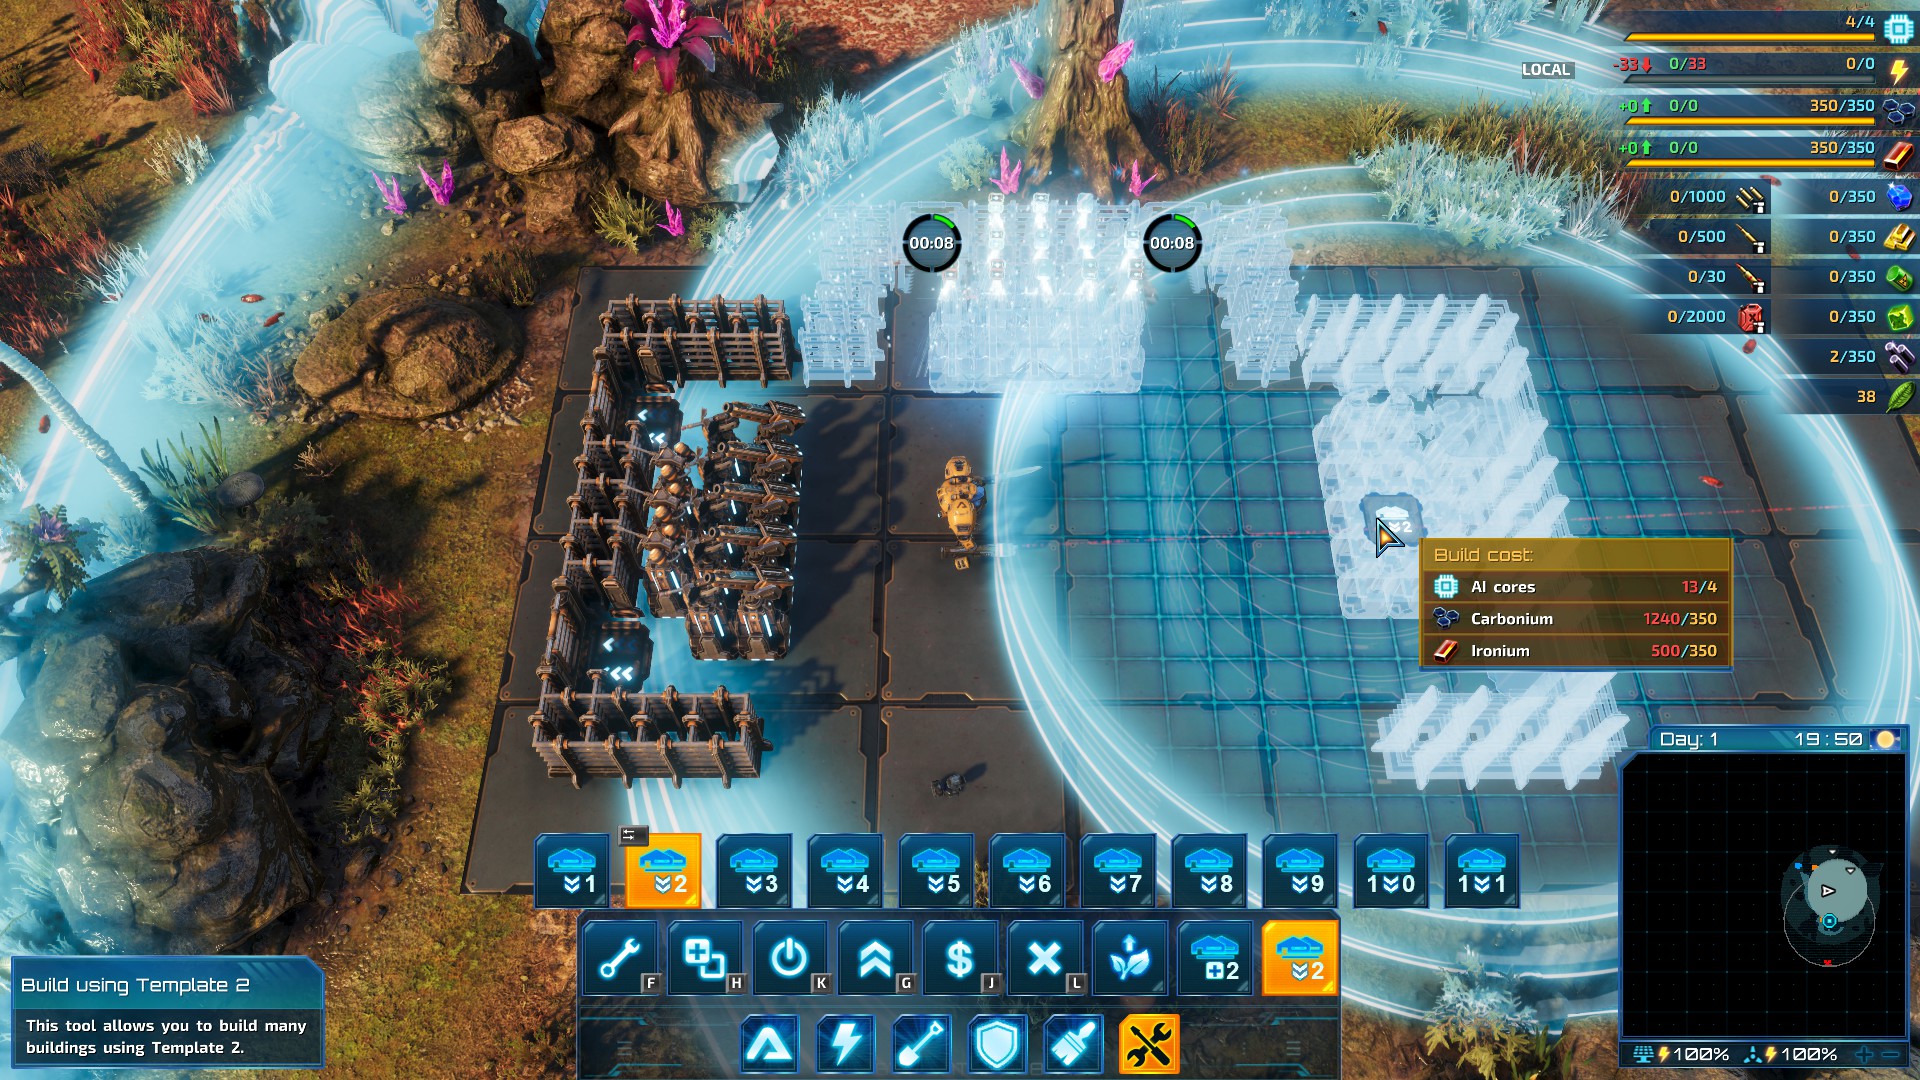 4/4
LOCAL
-33 0/33 0/0
+0 0/0 350/350
+0 0/0 350/350
0/1000 0/350
0/500 0/350
0/30 0/350
0/2000 0/350
2/350
38
00:08
00:08
2
Build cost:
AI cores 13/4
Carbonium 1240/350
Ironium 500/350
Day: 1 19:50
1
2
3
4
5
6
7
8
9
10
11
F
H
K
G
J
L
2
2
Build using Template 2
This tool allows you to build many
buildings using Template 2.
100% 100%